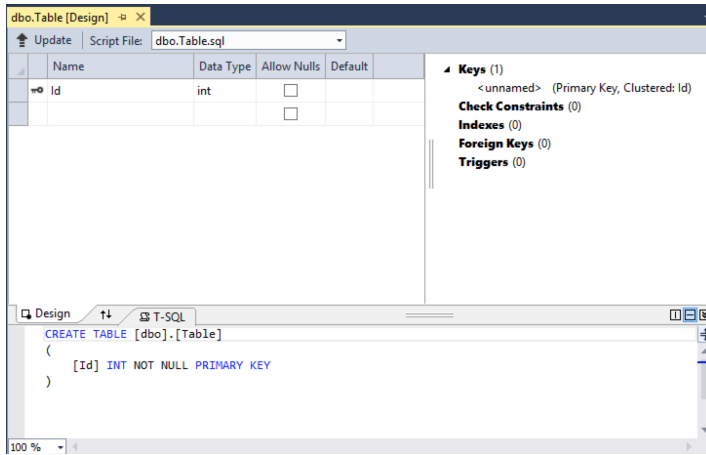 dbo.Table [Design]
Update Script File: dbo.Table.sql
Name Data Type Allow Nulls Default
Id int
Keys (1)
<unnamed> (Primary Key, Clustered: Id)
Check Constraints (0)
Indexes (0)
Foreign Keys (0)
Triggers (0)
Design T-SQL
CREATE TABLE [dbo].[Table]
(
[Id] INT NOT NULL PRIMARY KEY
)
100 %